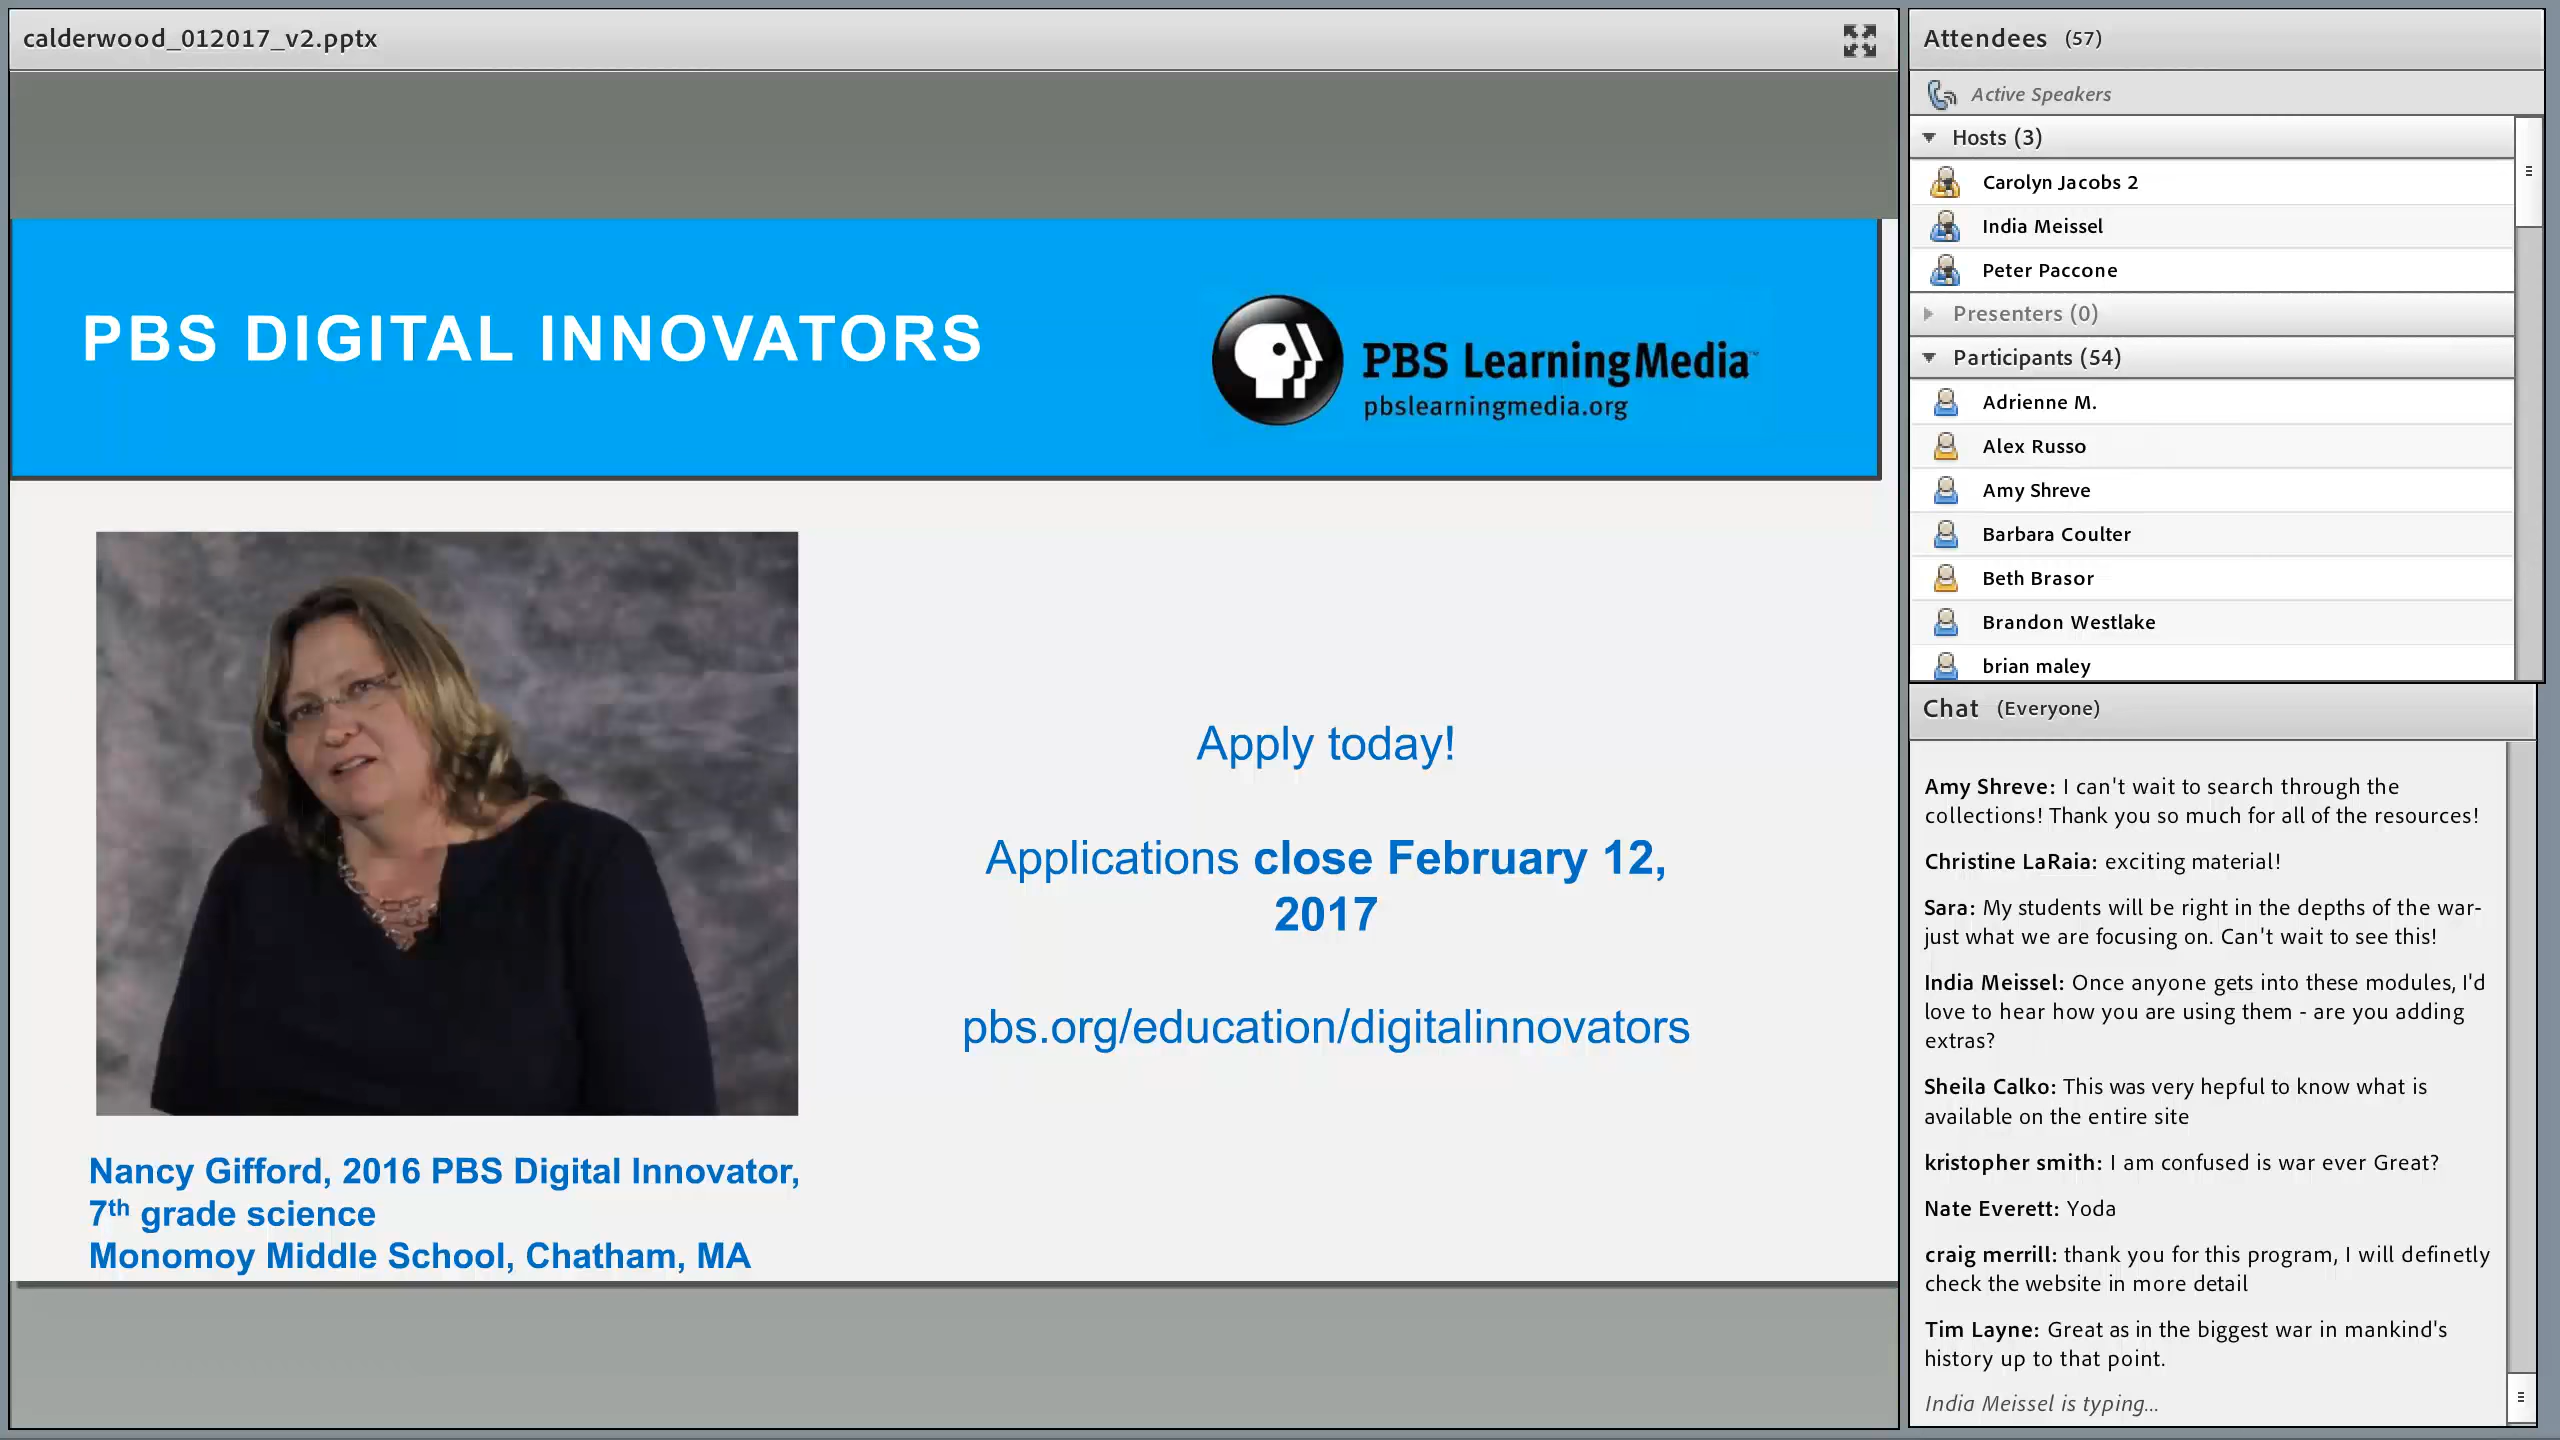 calderwood_012017_v2.pptx
PBS DIGITAL INNOVATORS
PBS LearningMedia™
pbslearningmedia.org
Apply today!
Applications close February 12,
2017
pbs.org/education/digitalinnovators
Nancy Gifford, 2016 PBS Digital Innovator,
7th grade science
Monomoy Middle School, Chatham, MA
Attendees (57)
Active Speakers
Hosts (3)
Carolyn Jacobs 2
India Meissel
Peter Paccone
Presenters (0)
Participants (54)
Adrienne M.
Alex Russo
Amy Shreve
Barbara Coulter
Beth Brasor
Brandon Westlake
brian maley
Chat (Everyone)
Amy Shreve: I can't wait to search through the
collections! Thank you so much for all of the resources!
Christine LaRaia: exciting material!
Sara: My students will be right in the depths of the war-
just what we are focusing on. Can't wait to see this!
India Meissel: Once anyone gets into these modules, I'd
love to hear how you are using them - are you adding
extras?
Sheila Calko: This was very hepful to know what is
available on the entire site
kristopher smith: I am confused is war ever Great?
Nate Everett: Yoda
craig merrill: thank you for this program, I will definetly
check the website in more detail
Tim Layne: Great as in the biggest war in mankind's
history up to that point.
India Meissel is typing...